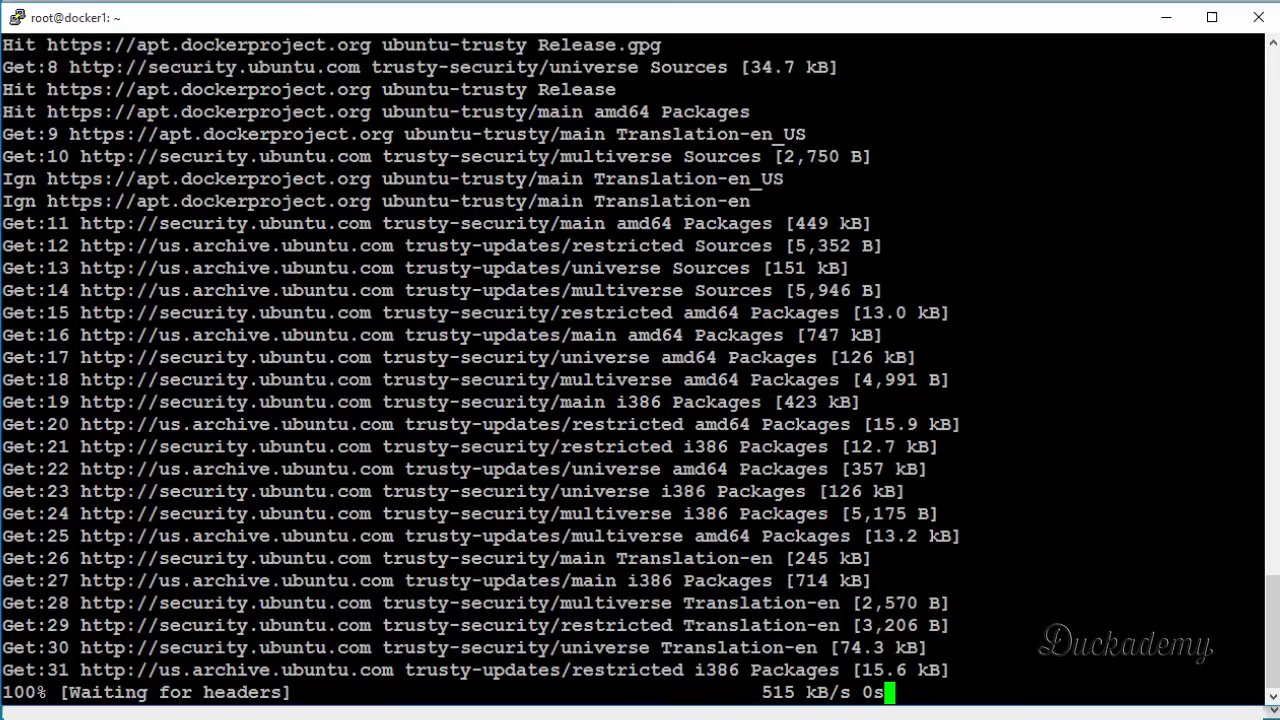 root@docker1: ~
Hit https://apt.dockerproject.org ubuntu-trusty Release.gpg
Get:8 http://security.ubuntu.com trusty-security/universe Sources [34.7 kB]
Hit https://apt.dockerproject.org ubuntu-trusty Release
Hit https://apt.dockerproject.org ubuntu-trusty/main amd64 Packages
Get:9 https://apt.dockerproject.org ubuntu-trusty/main Translation-en_US
Get:10 http://security.ubuntu.com trusty-security/multiverse Sources [2,750 B]
Ign https://apt.dockerproject.org ubuntu-trusty/main Translation-en_US
Ign https://apt.dockerproject.org ubuntu-trusty/main Translation-en
Get:11 http://security.ubuntu.com trusty-security/main amd64 Packages [449 kB]
Get:12 http://us.archive.ubuntu.com trusty-updates/restricted Sources [5,352 B]
Get:13 http://us.archive.ubuntu.com trusty-updates/universe Sources [151 kB]
Get:14 http://us.archive.ubuntu.com trusty-updates/multiverse Sources [5,946 B]
Get:15 http://security.ubuntu.com trusty-security/restricted amd64 Packages [13.0 kB]
Get:16 http://us.archive.ubuntu.com trusty-updates/main amd64 Packages [747 kB]
Get:17 http://security.ubuntu.com trusty-security/universe amd64 Packages [126 kB]
Get:18 http://security.ubuntu.com trusty-security/multiverse amd64 Packages [4,991 B]
Get:19 http://security.ubuntu.com trusty-security/main i386 Packages [423 kB]
Get:20 http://us.archive.ubuntu.com trusty-updates/restricted amd64 Packages [15.9 kB]
Get:21 http://security.ubuntu.com trusty-security/restricted i386 Packages [12.7 kB]
Get:22 http://us.archive.ubuntu.com trusty-updates/universe amd64 Packages [357 kB]
Get:23 http://security.ubuntu.com trusty-security/universe i386 Packages [126 kB]
Get:24 http://security.ubuntu.com trusty-security/multiverse i386 Packages [5,175 B]
Get:25 http://us.archive.ubuntu.com trusty-updates/multiverse amd64 Packages [13.2 kB]
Get:26 http://security.ubuntu.com trusty-security/main Translation-en [245 kB]
Get:27 http://us.archive.ubuntu.com trusty-updates/main i386 Packages [714 kB]
Get:28 http://security.ubuntu.com trusty-security/multiverse Translation-en [2,570 B]
Get:29 http://security.ubuntu.com trusty-security/restricted Translation-en [3,206 B]
Get:30 http://security.ubuntu.com trusty-security/universe Translation-en [74.3 kB]
Get:31 http://us.archive.ubuntu.com trusty-updates/restricted i386 Packages [15.6 kB]
100% [Waiting for headers] 515 kB/s 0s
Duckademy